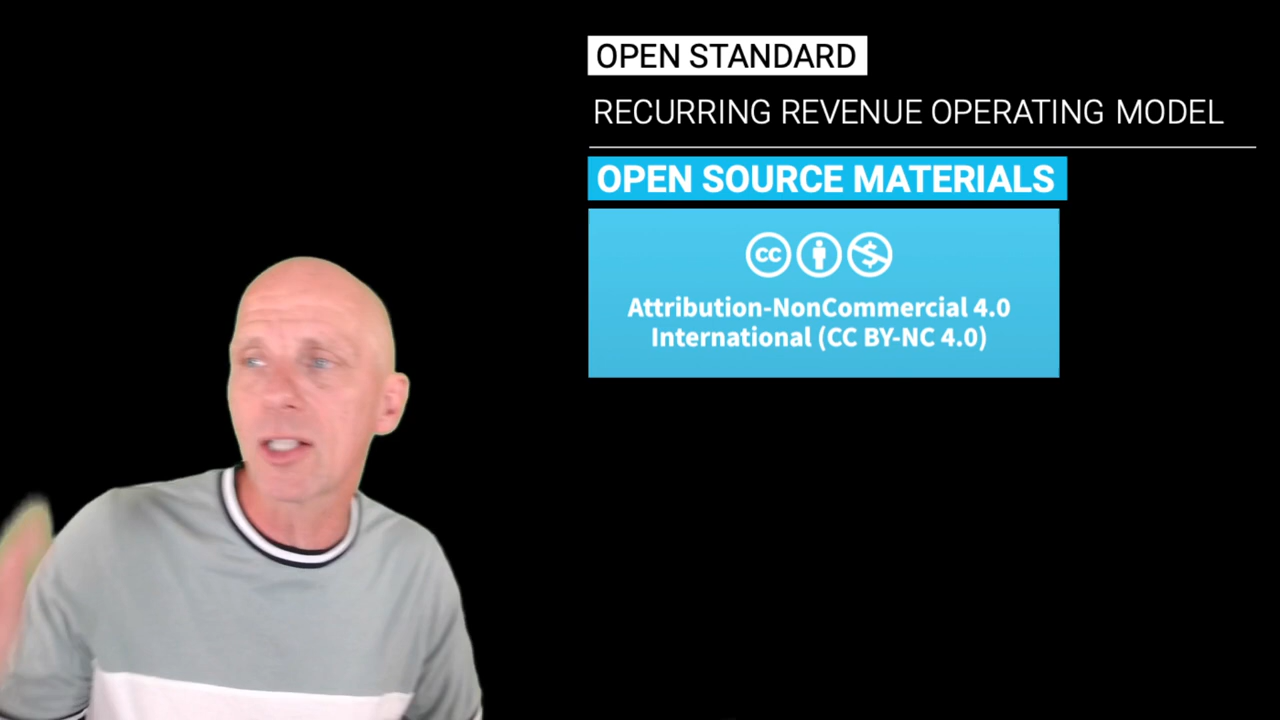 OPEN STANDARD
RECURRING REVENUE OPERATING MODEL
OPEN SOURCE MATERIALS
cc
Attribution-NonCommercial 4.0
International (CC BY-NC 4.0)